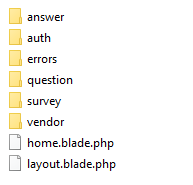 answer
auth
errors
question
survey
vendor
home.blade.php
layout.blade.php